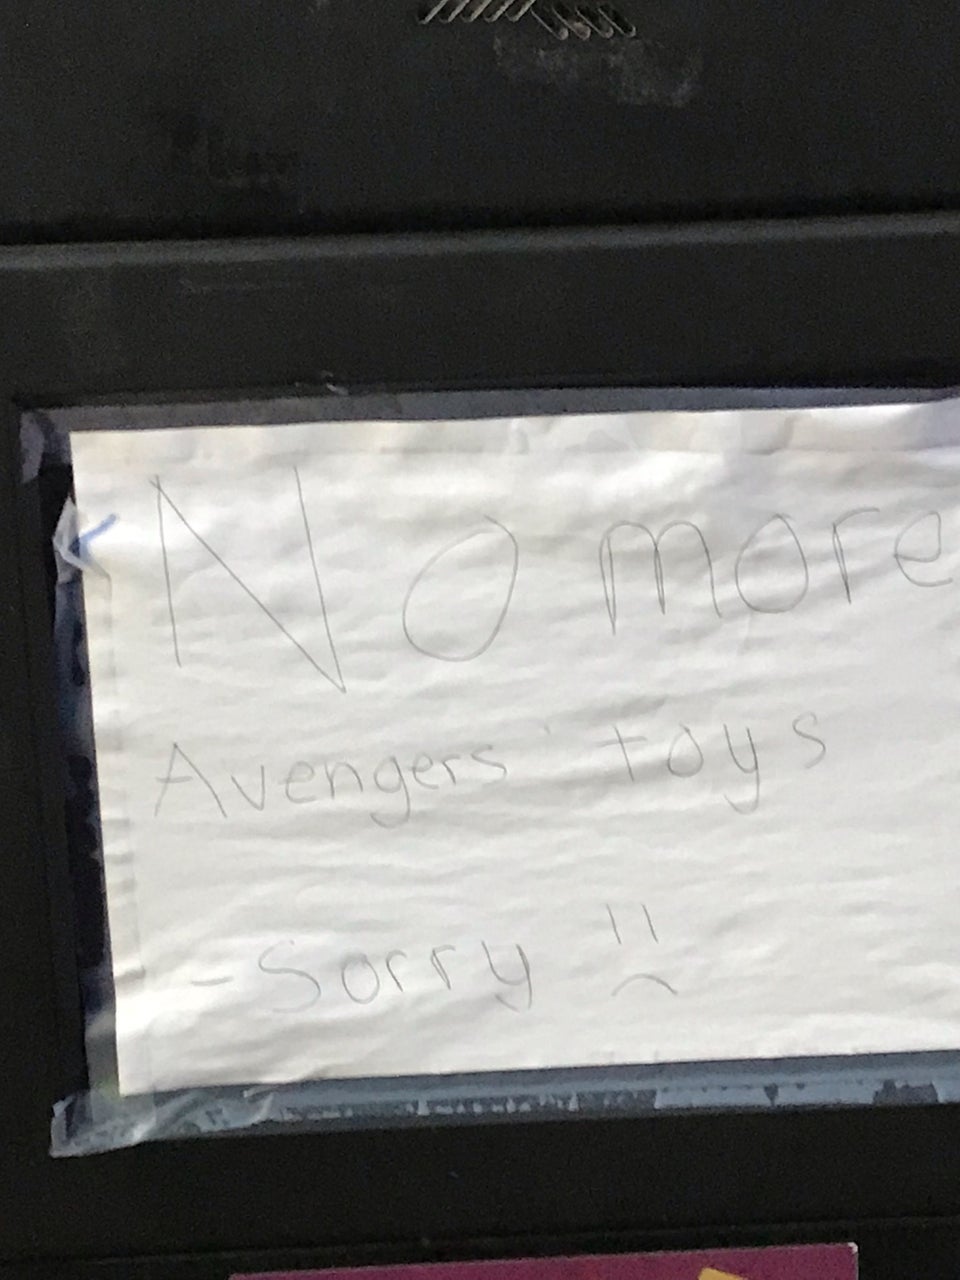 No more
Avengers toys
- Sorry